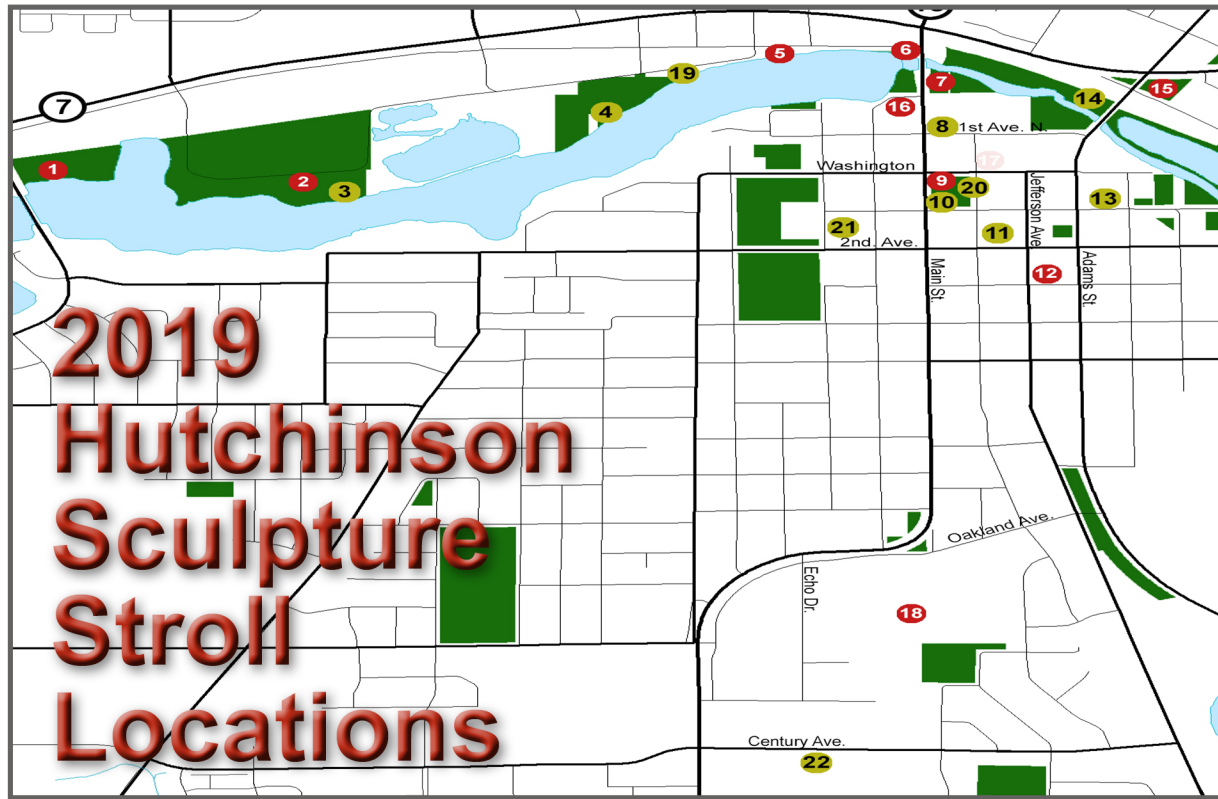 7
5
6
19
7
15
4
16
14
8
1st Ave. N.
17
1
Washington
2
3
9
20
Jefferson Ave.
10
13
21
11
2nd. Ave.
12
Main St.
Adams St.
2019
Hutchinson
Sculpture
Stroll
Locations
Oakland Ave.
Echo Dr.
18
Century Ave.
22